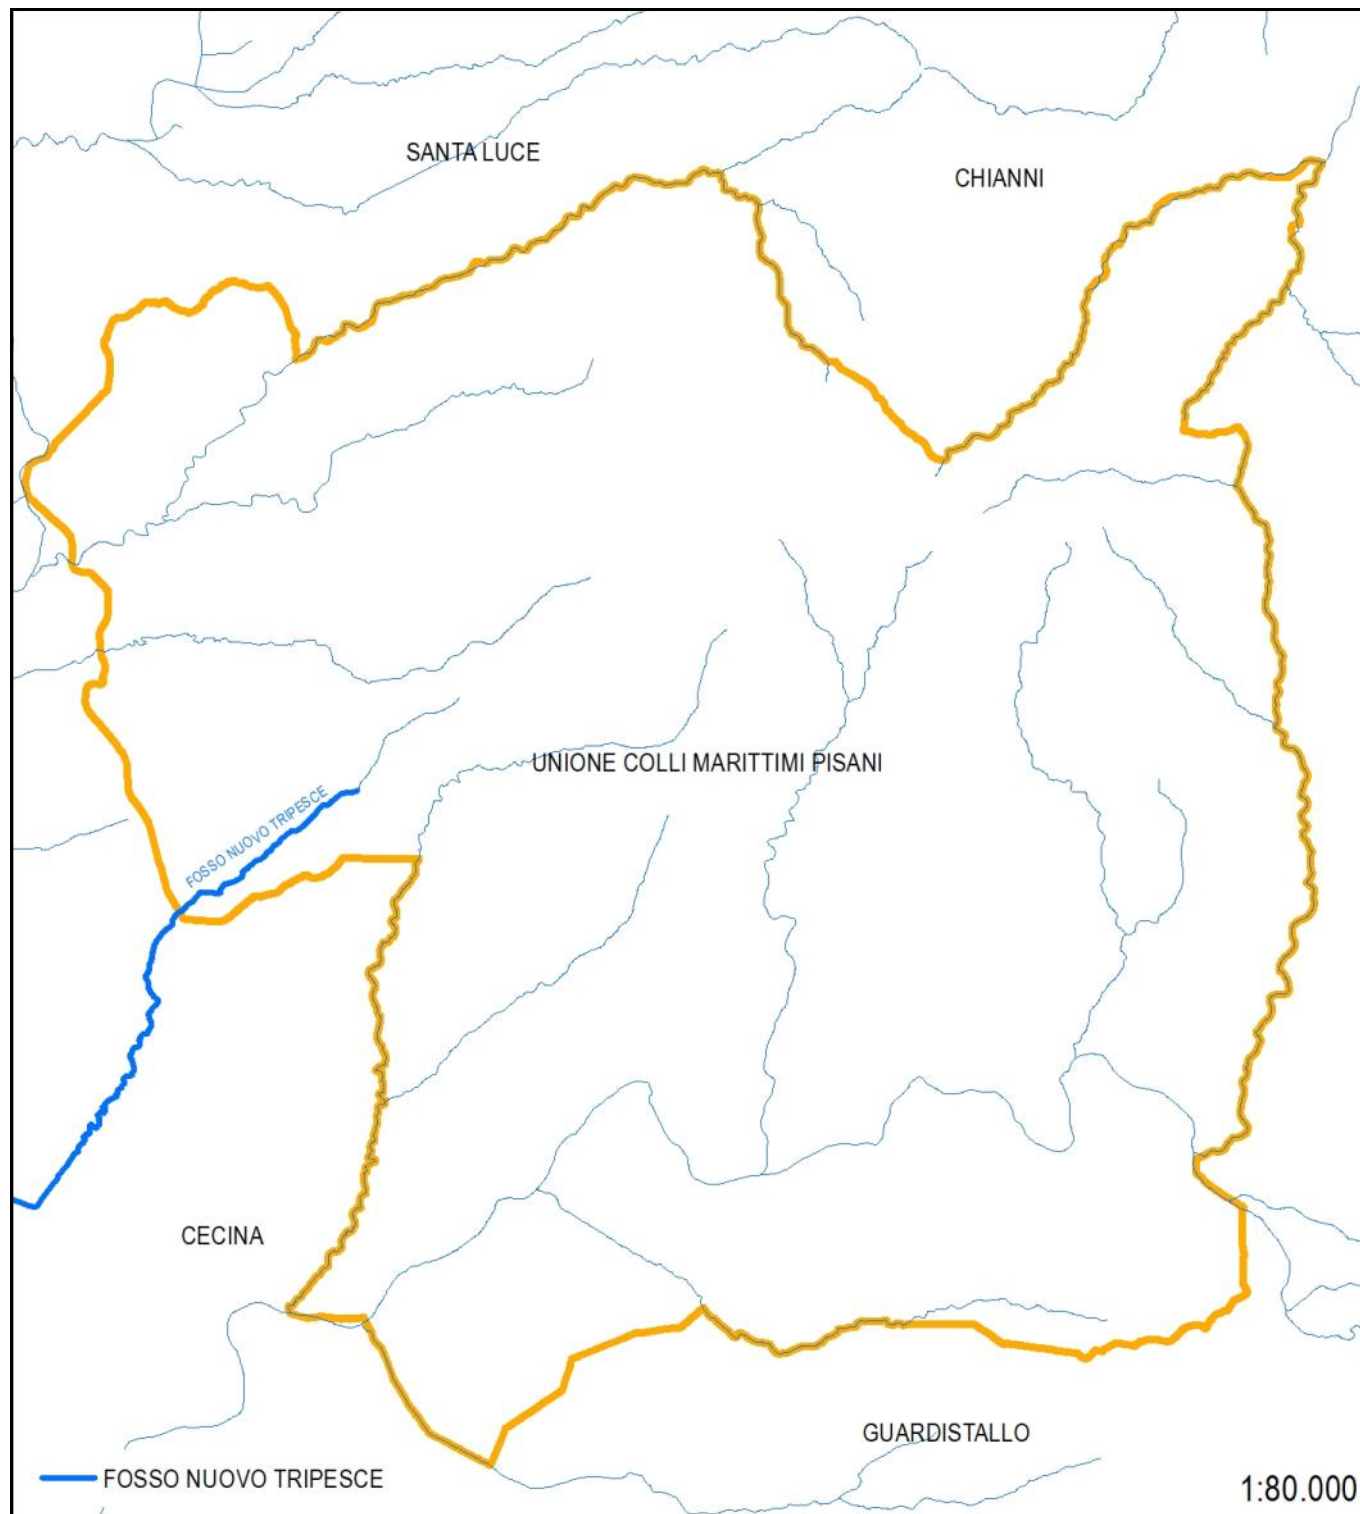 SANTA LUCE
CHIANNI
UNIONE COLLI MARITTIMI PISANI
FOSSO NUOVO TRIPESCE
CECINA
GUARDISTALLO
FOSSO NUOVO TRIPESCE
1:80.000